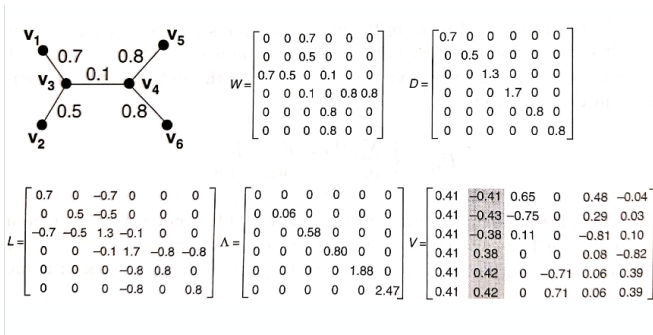 v1 v5
0.7 0.8
v3 0.1 v4
0.5 0.8
v2 v6
W=
0 0 0.7 0 0 0
0 0 0.5 0 0 0
0.7 0.5 0 0.1 0 0
0 0 0.1 0 0.8 0.8
0 0 0 0.8 0 0
0 0 0 0.8 0 0
D=
0.7 0 0 0 0 0
0 0.5 0 0 0 0
0 0 1.3 0 0 0
0 0 0 1.7 0 0
0 0 0 0 0.8 0
0 0 0 0 0 0.8
L=
0.7 0 –0.7 0 0 0
0 0.5 –0.5 0 0 0
–0.7 –0.5 1.3 –0.1 0 0
0 0 –0.1 1.7 –0.8 –0.8
0 0 0 –0.8 0.8 0
0 0 0 –0.8 0 0.8
Λ=
0 0 0 0 0 0
0 0.06 0 0 0 0
0 0 0.58 0 0 0
0 0 0 0.80 0 0
0 0 0 0 1.88 0
0 0 0 0 0 2.47
V=
0.41 –0.41 0.65 0 0.48 –0.04
0.41 –0.43 –0.75 0 0.29 0.03
0.41 –0.38 0.11 0 –0.81 0.10
0.41 0.38 0 0 0.08 –0.82
0.41 0.42 0 –0.71 0.06 0.39
0.41 0.42 0 0.71 0.06 0.39